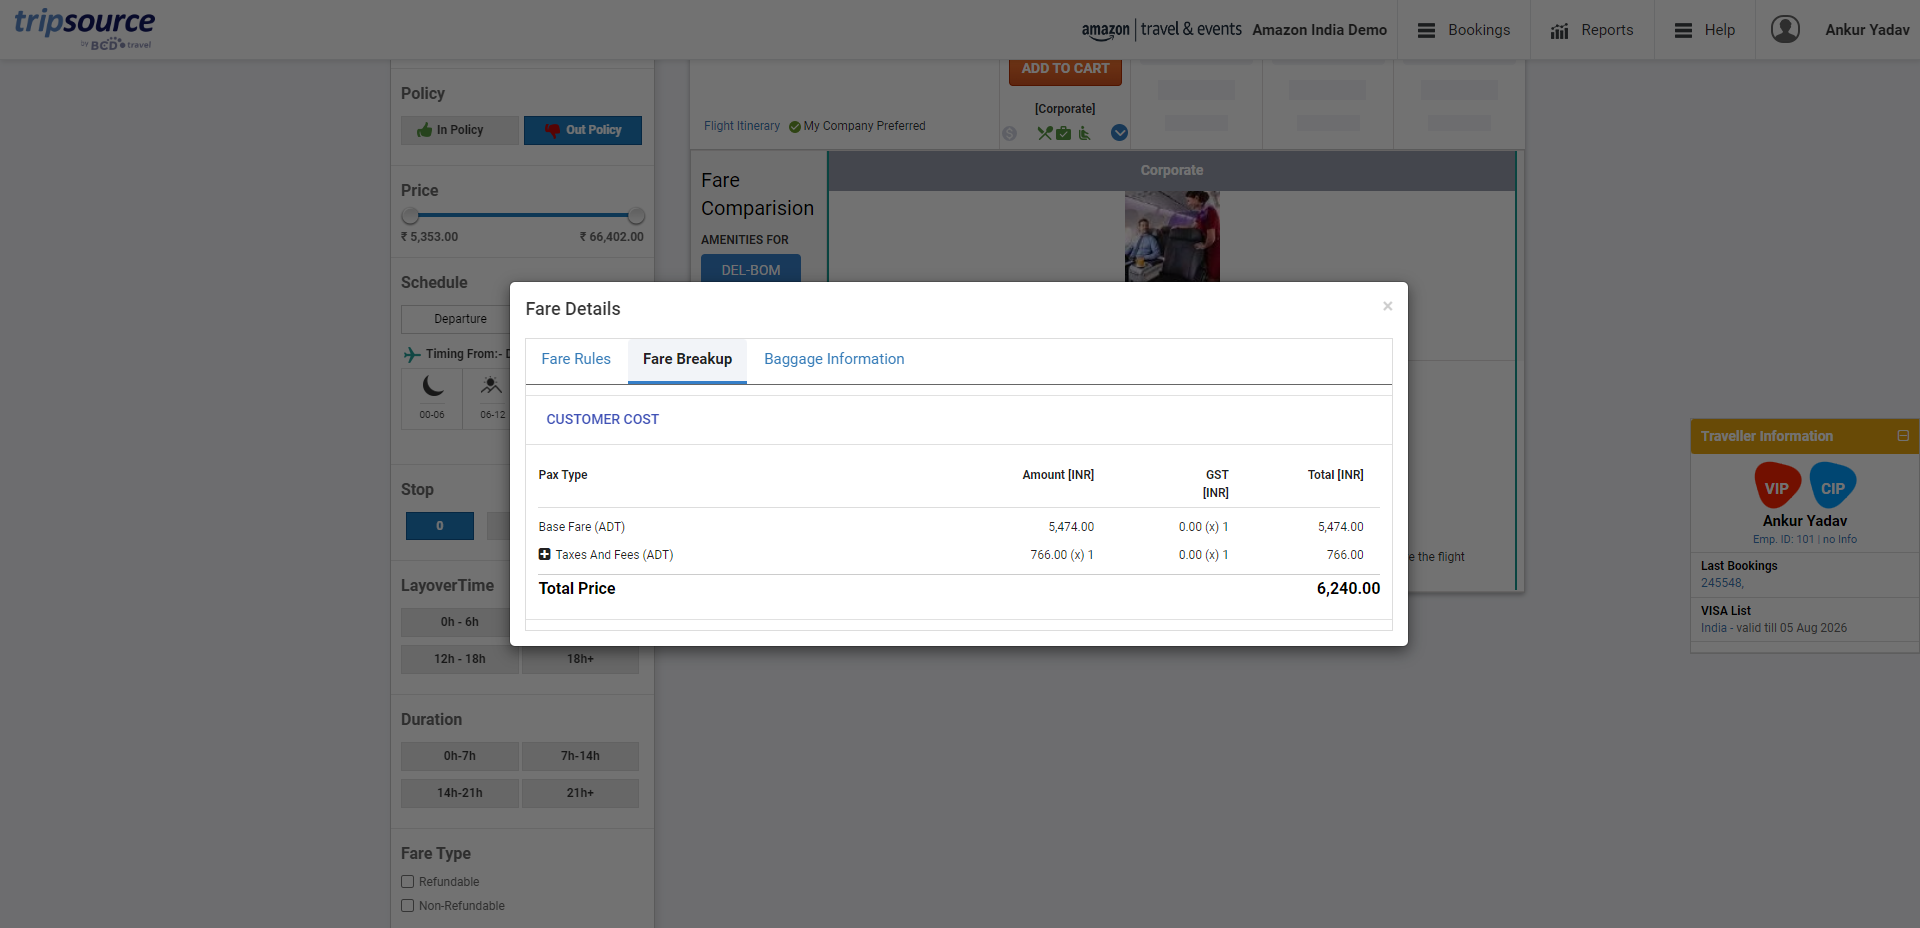 tripsource
by BCD travel
amazon | travel & events
Amazon India Demo
Bookings
Reports
Help
Ankur Yadav
Policy
In Policy
Out Policy
Price
₹ 5,353.00
₹ 66,402.00
Schedule
Departure
Timing From:-
00-06
06-12
Stop
0
LayoverTime
0h - 6h
12h - 18h
18h+
Duration
0h-7h
7h-14h
14h-21h
21h+
Fare Type
Refundable
Non-Refundable
ADD TO CART
[Corporate]
Flight Itinerary
My Company Preferred
Fare
Comparision
AMENITIES FOR
DEL-BOM
Corporate
e the flight
Fare Details
×
Fare Rules
Fare Breakup
Baggage Information
CUSTOMER COST
Pax Type Amount [INR] GST [INR] Total [INR]
Base Fare (ADT) 5,474.00 0.00 (x) 1 5,474.00
Taxes And Fees (ADT) 766.00 (x) 1 0.00 (x) 1 766.00
Total Price 6,240.00
Traveller Information
VIP
CIP
Ankur Yadav
Emp. ID: 101 | no Info
Last Bookings
245548,
VISA List
India - valid till 05 Aug 2026